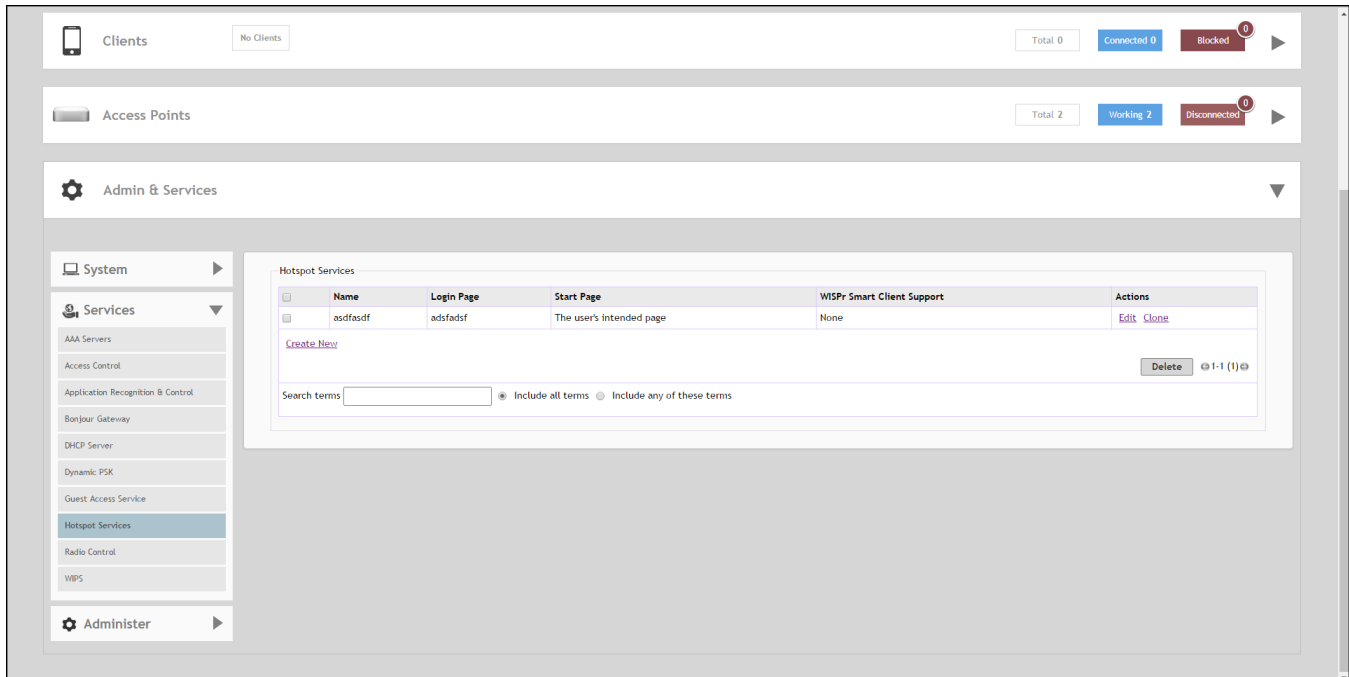 Clients
No Clients
Total 0
Connected 0
Blocked
0
Access Points
Total 2
Working 2
Disconnected
0
Admin & Services
System
Services
AAA Servers
Access Control
Application Recognition & Control
Bonjour Gateway
DHCP Server
Dynamic PSK
Guest Access Service
Hotspot Services
Radio Control
WIPS
Administer
Hotspot Services
Name Login Page Start Page WISPr Smart Client Support Actions
asdfasdf adsfadsf The user's intended page None Edit Clone
Create New
Delete 1-1 (1)
Search terms Include all terms Include any of these terms